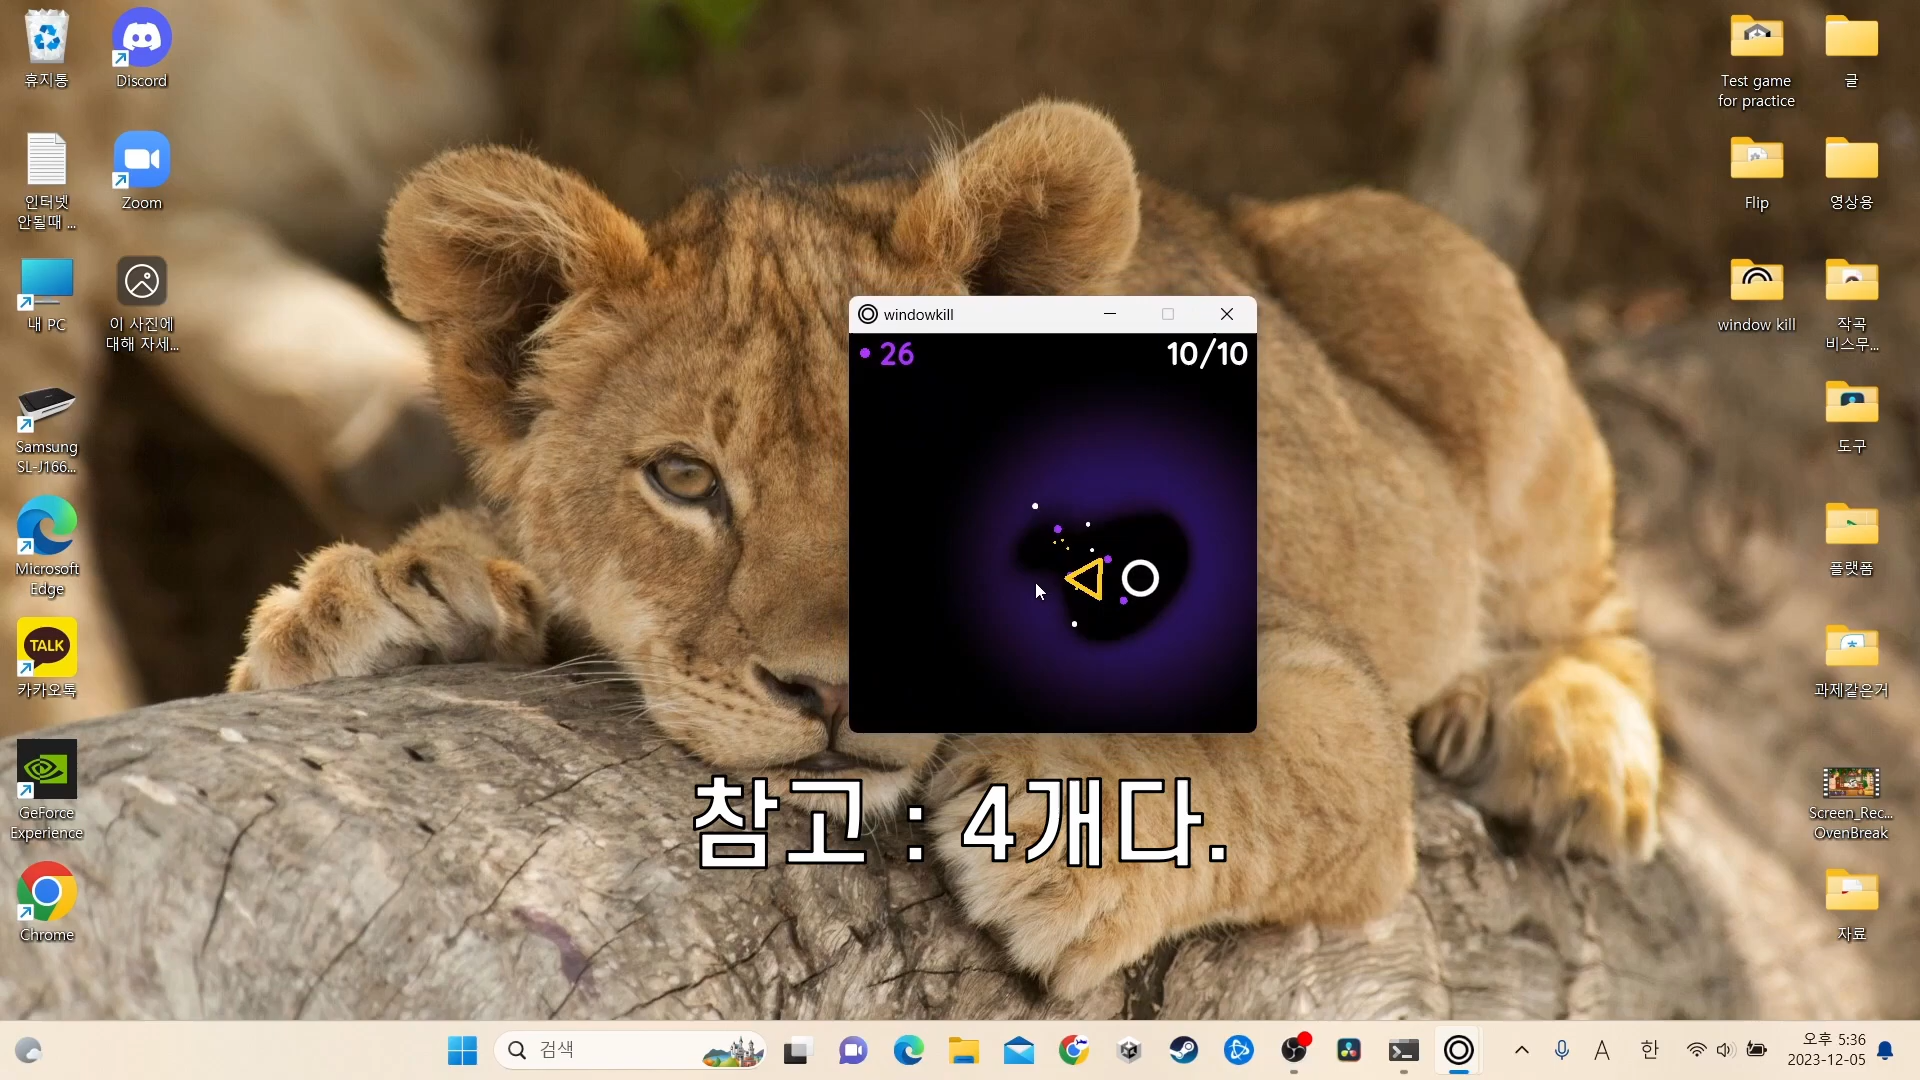 휴지통
Discord
인터넷
안될때 ...
Zoom
내 PC
이 사진에
대해 자세...
Samsung
SL-J166...
Microsoft
Edge
TALK
카카오톡
GeForce
Experience
Chrome
Test game
for practice
글
Flip
영상용
window kill
작곡
비스무...
도구
플랫폼
과제같은거
Screen_Rec...
OvenBreak
자료
windowkill
26
10/10
참고 : 4개다.
검색
A
한
오후 5:36
2023-12-05